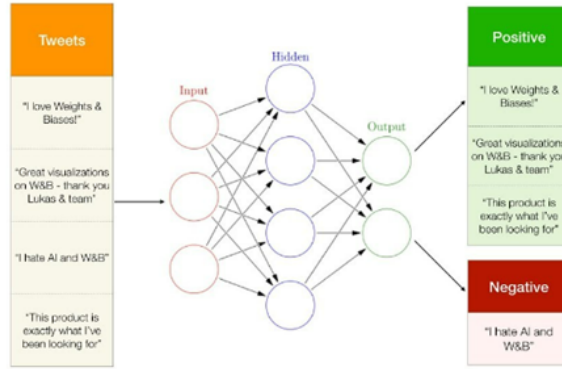 Tweets
"I love Weights &
Biases!"
"Great visualizations
on W&B - thank you
Lukas & team"
"I hate AI and W&B"
"This product is
exactly what I've
been looking for"
Input
Hidden
Output
Positive
"I love Weights &
Biases!"
"Great visualizations
on W&B - thank you
Lukas & team"
"This product is
exactly what I've
been looking for"
Negative
"I hate AI and
W&B"